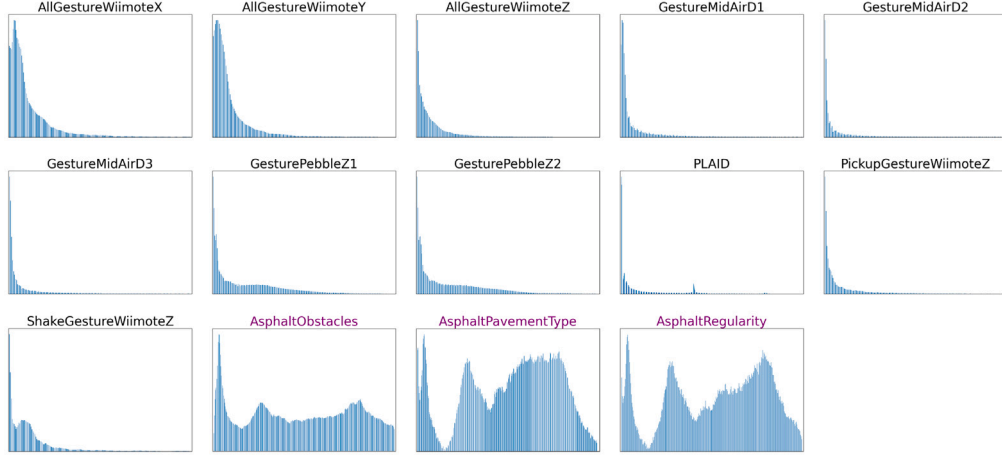 AllGestureWiimoteX AllGestureWiimoteY AllGestureWiimoteZ GestureMidAirD1 GestureMidAirD2
GestureMidAirD3 GesturePebbleZ1 GesturePebbleZ2 PLAID PickupGestureWiimoteZ
ShakeGestureWiimoteZ AsphaltObstacles AsphaltPavementType AsphaltRegularity